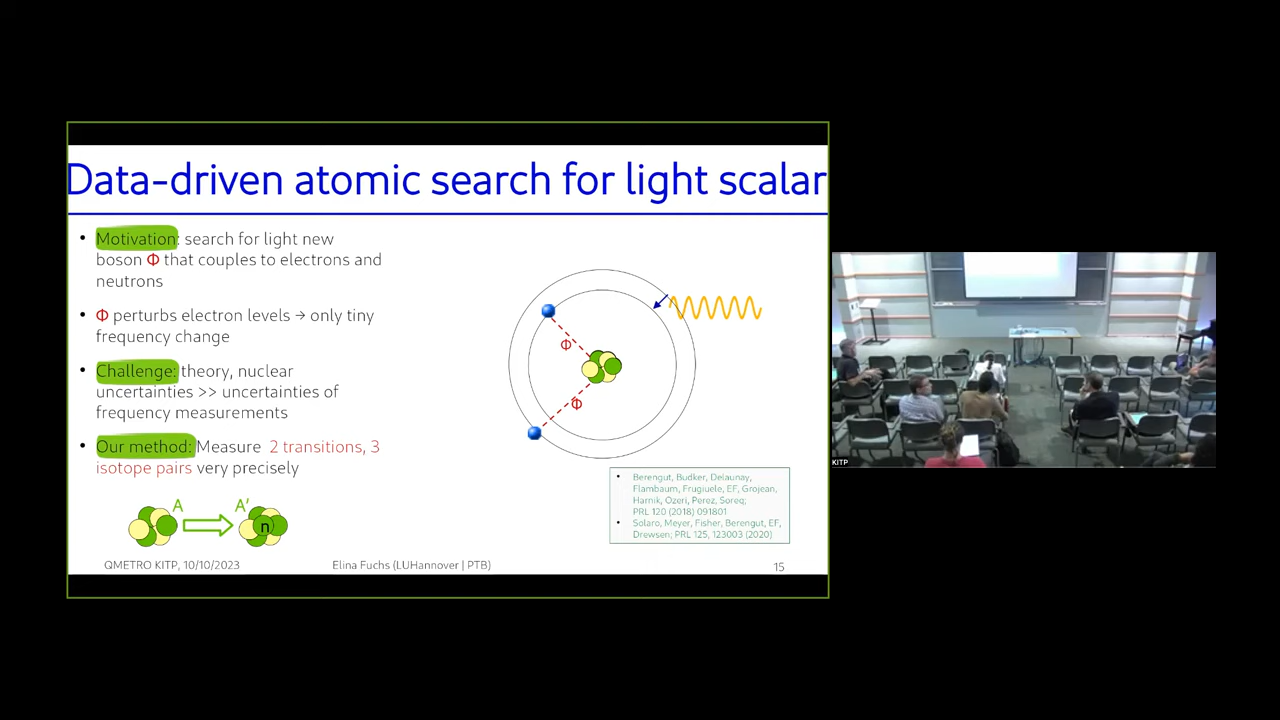 Data-driven atomic search for light scalar
• Motivation: search for light new
boson Φ that couples to electrons and
neutrons
• Φ perturbs electron levels → only tiny
frequency change
• Challenge: theory, nuclear
uncertainties >> uncertainties of
frequency measurements
• Our method: Measure 2 transitions, 3
isotope pairs very precisely
A A'
n
Φ
Φ
• Berengut, Budker, Delaunay,
Flambaum, Frugiuele, EF, Grojean,
Harnik, Ozeri, Perez, Soreq;
PRL 120 (2018) 091801
• Solaro, Meyer, Fisher, Berengut, EF,
Drewsen; PRL 125, 123003 (2020)
QMETRO KITP, 10/10/2023 Elina Fuchs (LUHannover | PTB) 15
KITP